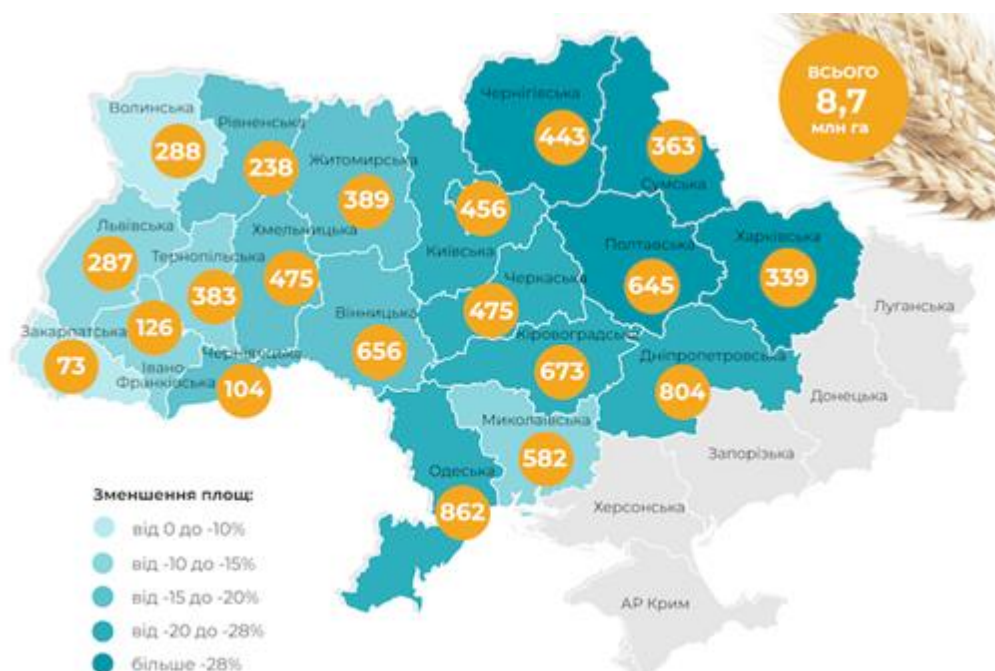 ВСЬОГО
8,7
МЛН ГА
Волинська
288
Рівненська
238
Житомирська
389
Чернігівська
443
363
Сумська
Львівська
287
Тернопільська
383
Хмельницька
475
456
Київська
Черкаська
475
Полтавська
645
Харківська
339
Луганська
Закарпатська
73
126
Івано
Франківська
Чернівецька
104
Вінницька
656
Кіровоградська
673
Дніпропетровська
804
Донецька
Миколаївська
582
Запорізька
Одеська
862
Херсонська
АР Крим
Зменшення площ:
від 0 до -10%
від -10 до -15%
від -15 до -20%
від -20 до -28%
більше -28%